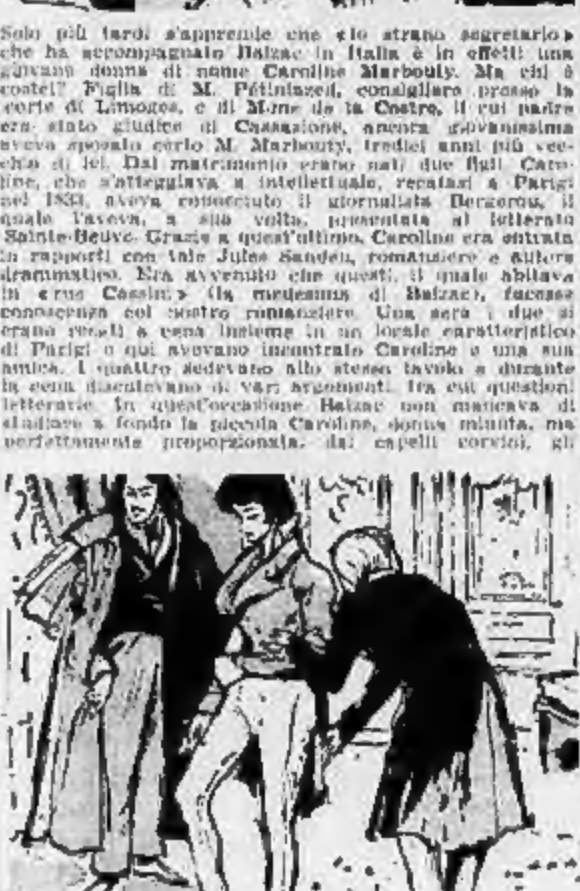 Solo più tardi s'apprende che «lo strano segretario»
che ha accompagnato Balzac in Italia è in effetti una
giovane donna di nome Caroline Marbouty. Ma chi è
costei? Figlia di M. Pétiniaud, consigliere presso la
corte di Limoges, e di Mme de la Coste, il cui padre
era stato giudice di Cassazione, ancora giovanissima
aveva sposato certo M. Marbouty, tredici anni più vec-
chio di lei. Dal matrimonio erano nati due figli. Caro-
line, che s'atteggiava a intellettuale, recatasi a Parigi
nel 1833, aveva conosciuto il giornalista il
quale l'aveva, a sua volta, presentata al letterato
Sainte-Beuve. Grazie a quest'ultimo, Caroline era entrata
in rapporti con tale Jules Sandeu, romanziere e autore
drammatico. Era avvenuto che questi, il quale abitava
in «rue Cassini» (la medesima di Balzac), facesse
conoscenza col nostro romanziere. Una sera i due si
erano recati a cena insieme in un locale caratteristico
di Parigi e qui avevano incontrato Caroline e una sua
amica. I quattro sedevano allo stesso tavolo e durante
la cena discutevano di vari argomenti, tra cui questioni
letterarie. In quest'occasione Balzac non mancava di
studiare a fondo la piccola Caroline, donna minuta, ma
perfettamente proporzionata, dai capelli corvini, gli